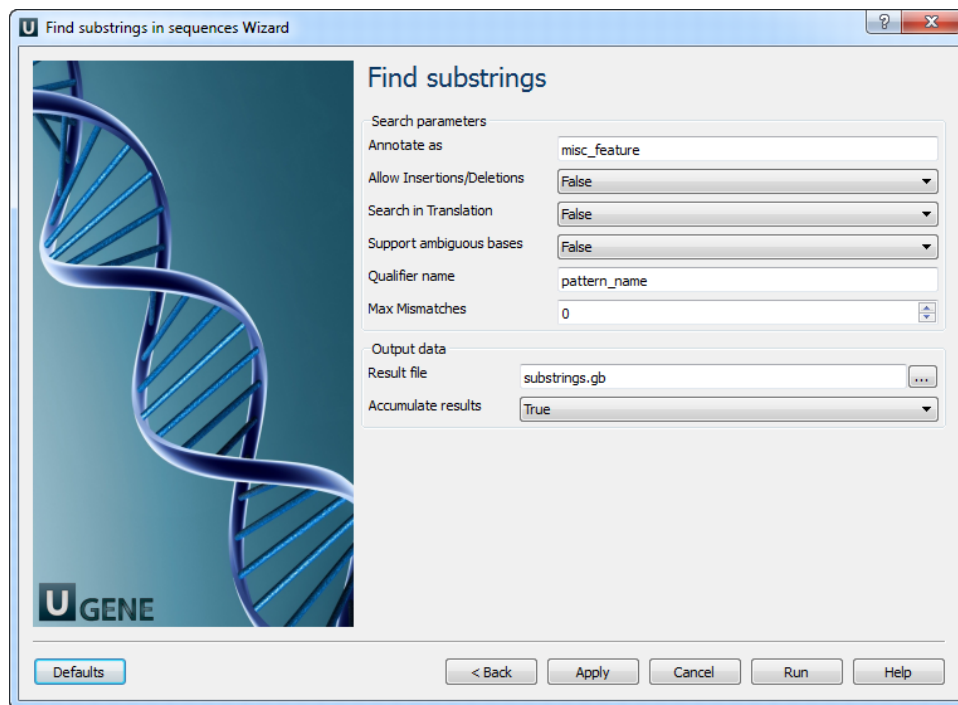 U Find substrings in sequences Wizard
? X
Find substrings
Search parameters
Annotate as misc_feature
Allow Insertions/Deletions False
Search in Translation False
Support ambiguous bases False
Qualifier name pattern_name
Max Mismatches 0
Output data
Result file substrings.gb ...
Accumulate results True
U GENE
Defaults < Back Apply Cancel Run Help